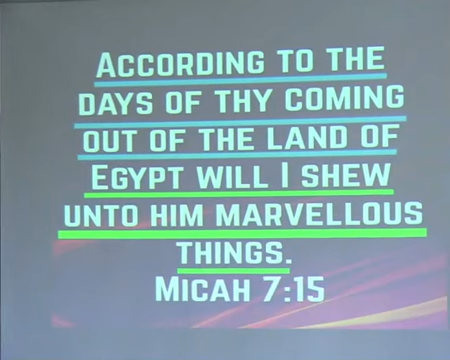 According to the
days of thy coming
out of the land of
Egypt will I shew
unto him marvellous
things.
Micah 7:15